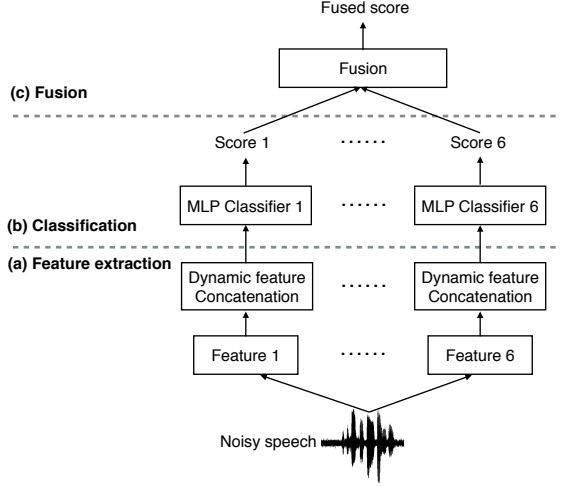 Fused score
Fusion
(c) Fusion
Score 1 ...... Score 6
MLP Classifier 1 ...... MLP Classifier 6
(b) Classification
(a) Feature extraction
Dynamic feature Dynamic feature
Concatenation ...... Concatenation
Feature 1 ...... Feature 6
Noisy speech